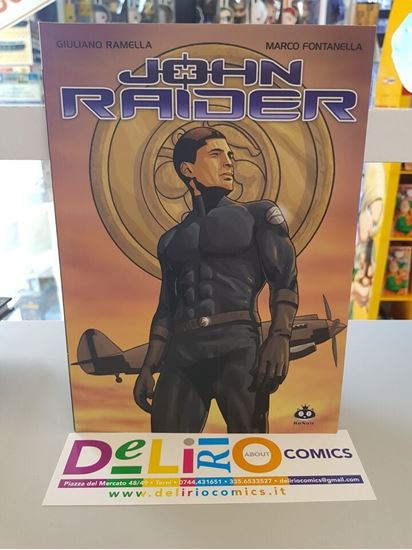 GIULIANO RAMELLA MARCO FONTANELLA
JOHN
RAIDER
ReNoir
DeLiRiO ABOUT COMICS
Piazza del Mercato 48/49 • Terni • 0744.431651 • 335.6533527 • deliriocomics@gmail.com
www.deliriocomics.it